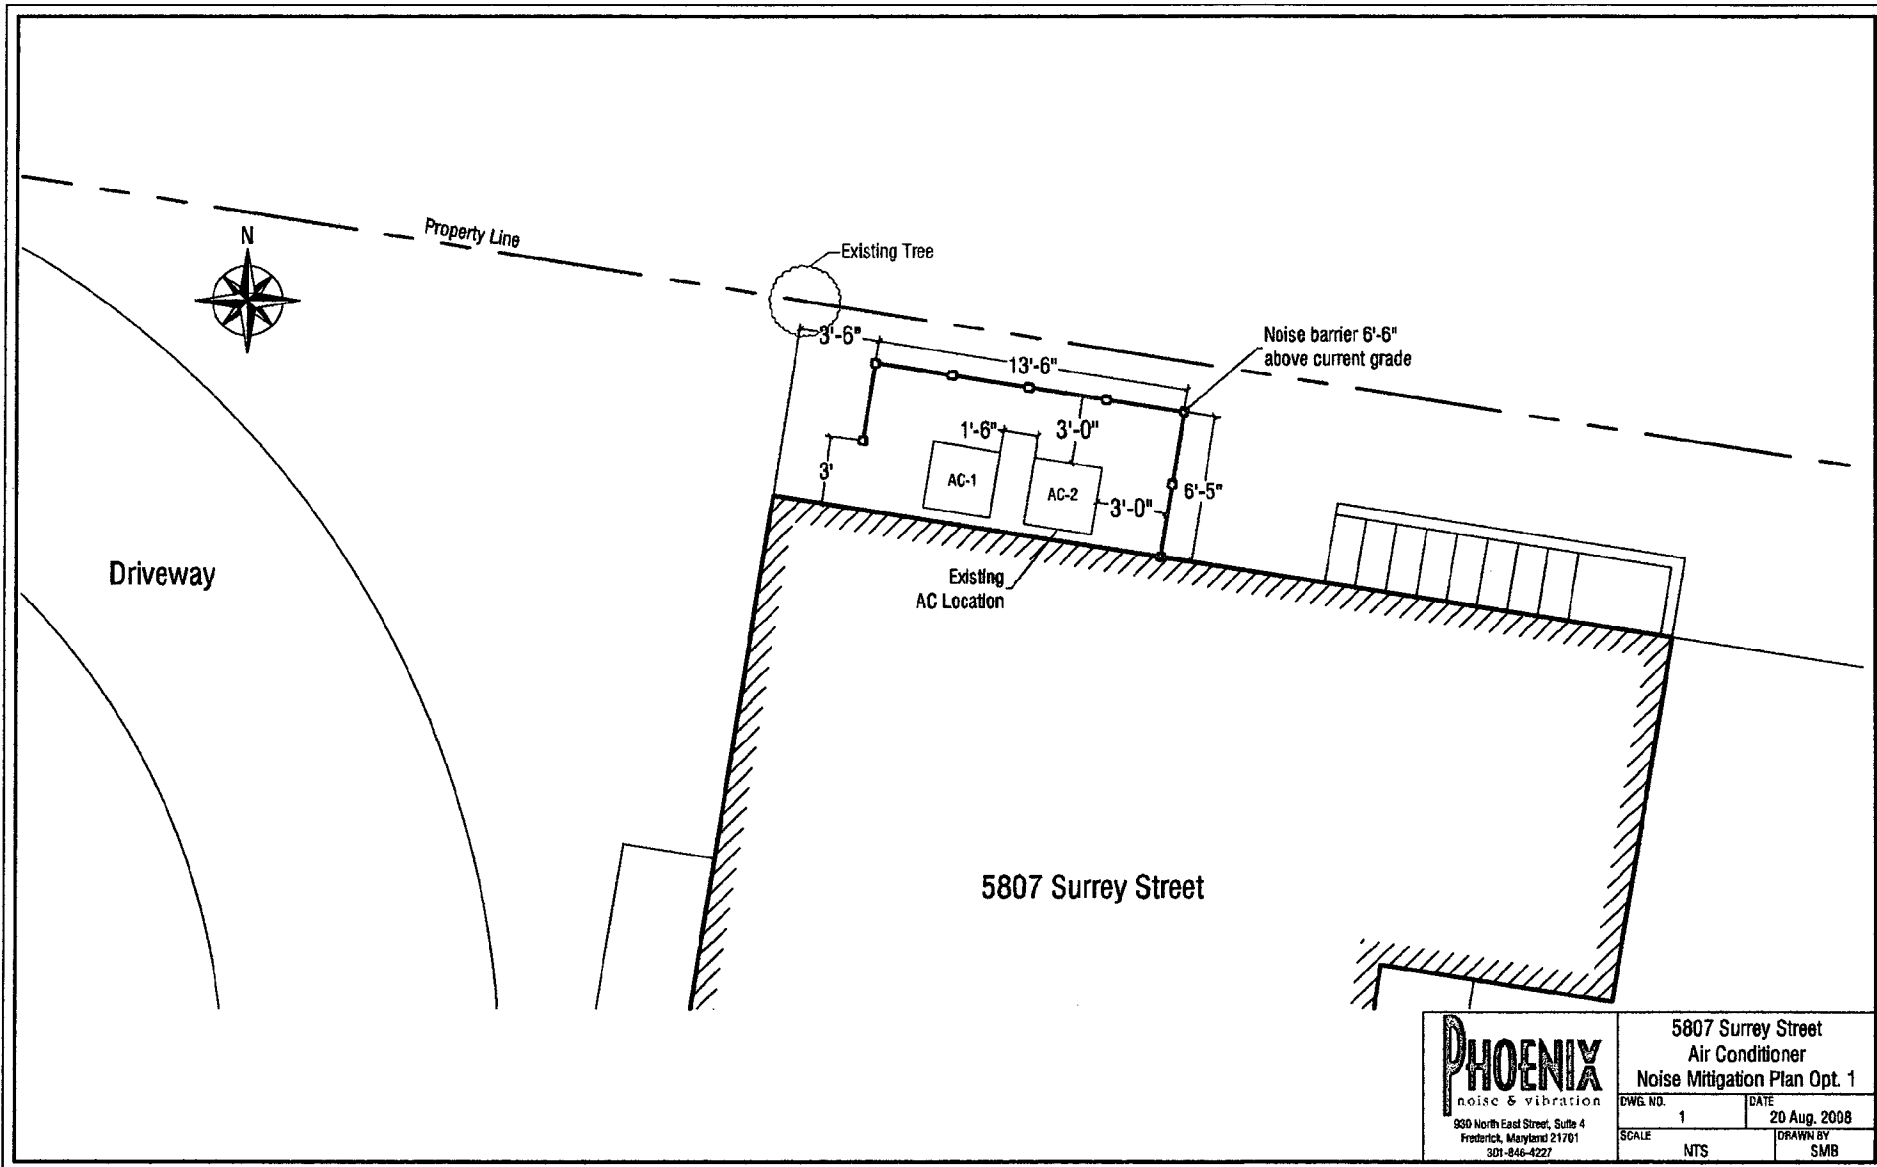 Property Line
N
Existing Tree
3'-6"
13'-6"
Noise barrier 6'-6"
above current grade
1'-6"
3'-0"
3'
AC-1
AC-2
3'-0"
6'-5"
Existing
AC Location
Driveway
5807 Surrey Street
PHOENIX
noise & vibration
930 North East Street, Suite 4
Frederick, Maryland 21701
301-846-4227
5807 Surrey Street
Air Conditioner
Noise Mitigation Plan Opt. 1
DWG. NO.
1
DATE
20 Aug. 2008
SCALE
NTS
DRAWN BY
SMB